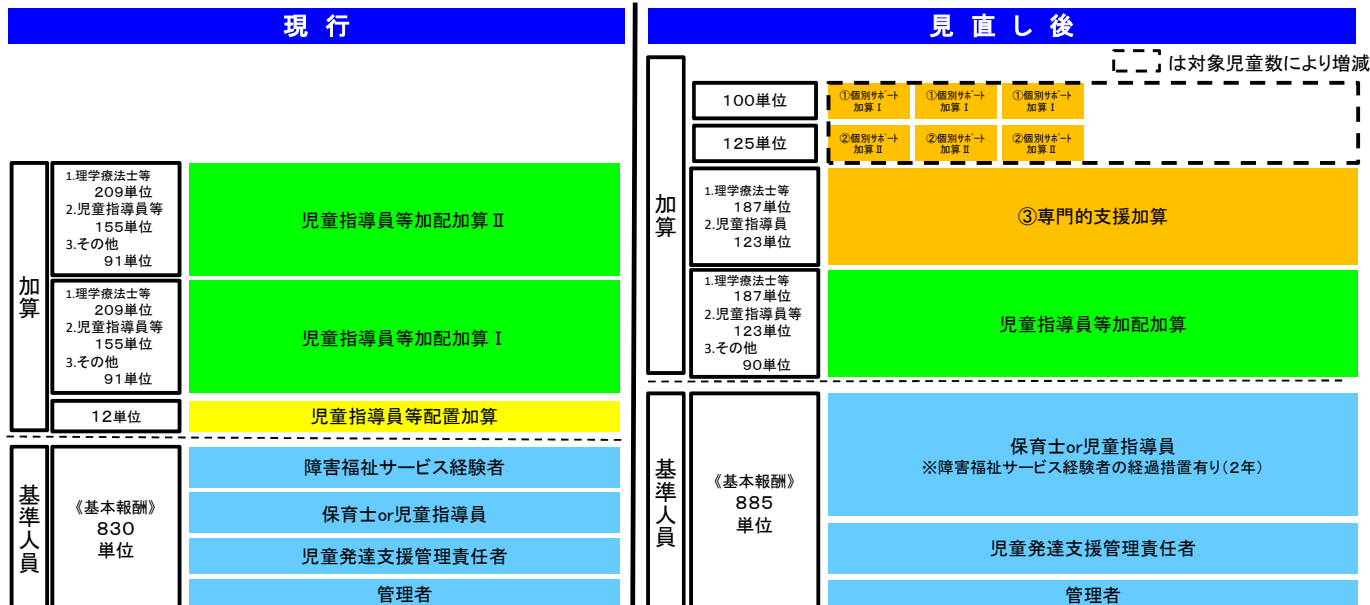 現行
加算
1.理学療法士等
209単位
2.児童指導員等
155単位
3.その他
91単位
児童指導員等加配加算Ⅱ
1.理学療法士等
209単位
2.児童指導員等
155単位
3.その他
91単位
児童指導員等加配加算Ⅰ
12単位
児童指導員等配置加算
基準人員
《基本報酬》
830
単位
障害福祉サービス経験者
保育士or児童指導員
児童発達支援管理責任者
管理者
見直し後
は対象児童数により増減
加算
100単位
①個別サポート
加算Ⅰ
①個別サポート
加算Ⅰ
①個別サポート
加算Ⅰ
125単位
②個別サポート
加算Ⅱ
②個別サポート
加算Ⅱ
②個別サポート
加算Ⅱ
1.理学療法士等
187単位
2.児童指導員
123単位
③専門的支援加算
1.理学療法士等
187単位
2.児童指導員等
123単位
3.その他
90単位
児童指導員等加配加算
基準人員
《基本報酬》
885
単位
保育士or児童指導員
※障害福祉サービス経験者の経過措置有り(2年)
児童発達支援管理責任者
管理者